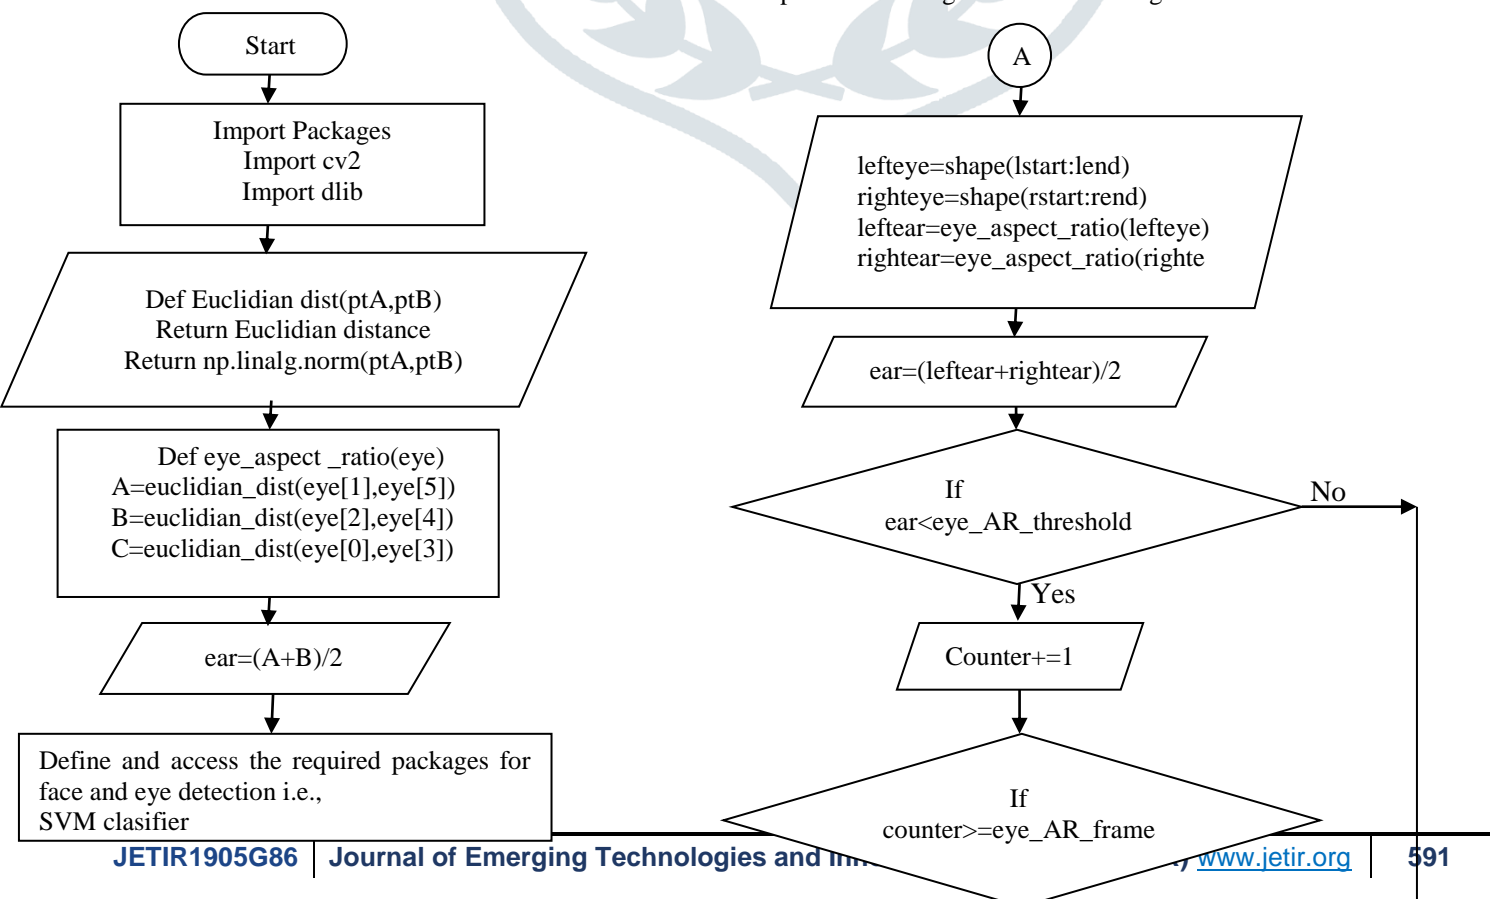 Start
Import Packages
Import cv2
Import dlib
Def Euclidian dist(ptA,ptB)
Return Euclidian distance
Return np.linalg.norm(ptA,ptB)
Def eye_aspect _ratio(eye)
A=euclidian_dist(eye[1],eye[5])
B=euclidian_dist(eye[2],eye[4])
C=euclidian_dist(eye[0],eye[3])
ear=(A+B)/2
Define and access the required packages for
face and eye detection i.e.,
SVM clasifier
A
lefteye=shape(lstart:lend)
righteye=shape(rstart:rend)
leftear=eye_aspect_ratio(lefteye)
rightear=eye_aspect_ratio(righte
ear=(leftear+rightear)/2
If
ear<eye_AR_threshold
No
Yes
Counter+=1
If
counter>=eye_AR_frame
JETIR1905G86 Journal of Emerging Technologies and www.jetir.org 591